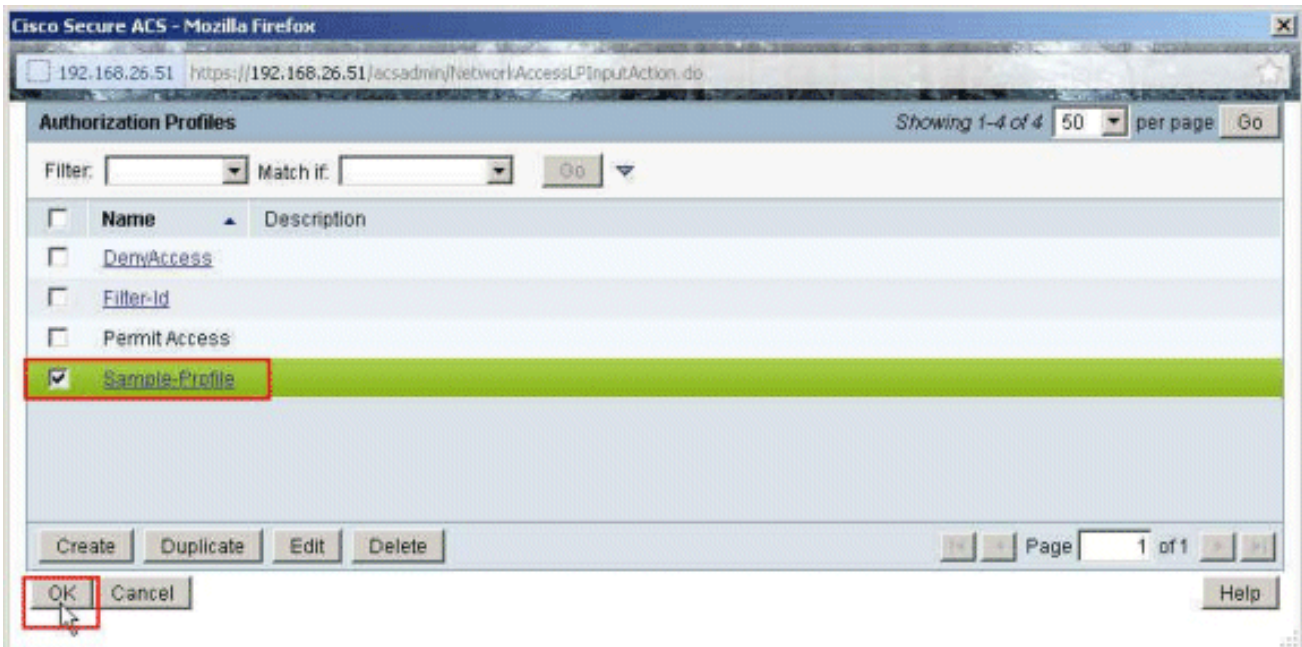 Cisco Secure ACS - Mozilla Firefox
192.168.26.51 https://192.168.26.51/acsadmin/NetworkAccessLPInputAction.do
Authorization Profiles Showing 1-4 of 4 50 per page Go
Filter: Match if: Go
Name Description
DenyAccess
Filter-Id
Permit Access
Sample-Profile
Create Duplicate Edit Delete Page 1 of 1
OK Cancel Help